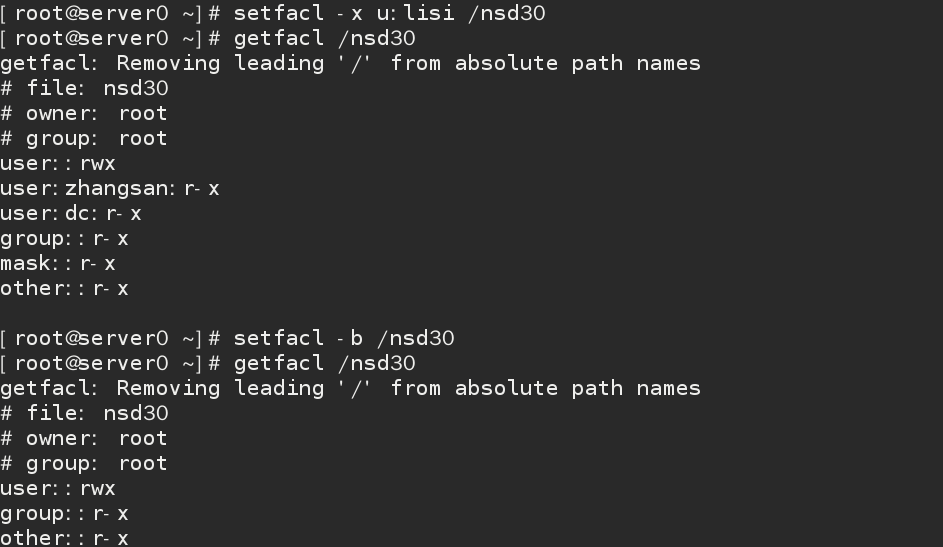 [root@server0 ~]# setfacl -x u:lisi /nsd30
[root@server0 ~]# getfacl /nsd30
getfacl: Removing leading '/' from absolute path names
# file: nsd30
# owner: root
# group: root
user::rwx
user:zhangsan:r-x
user:dc:r-x
group::r-x
mask::r-x
other::r-x
[root@server0 ~]# setfacl -b /nsd30
[root@server0 ~]# getfacl /nsd30
getfacl: Removing leading '/' from absolute path names
# file: nsd30
# owner: root
# group: root
user::rwx
group::r-x
other::r-x